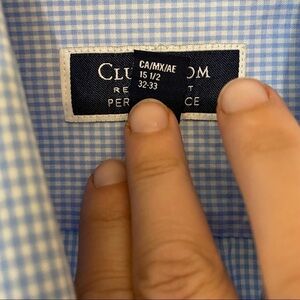 CLU OM
CA/MX/AE
15 1/2
32-33
RE T
PER CE